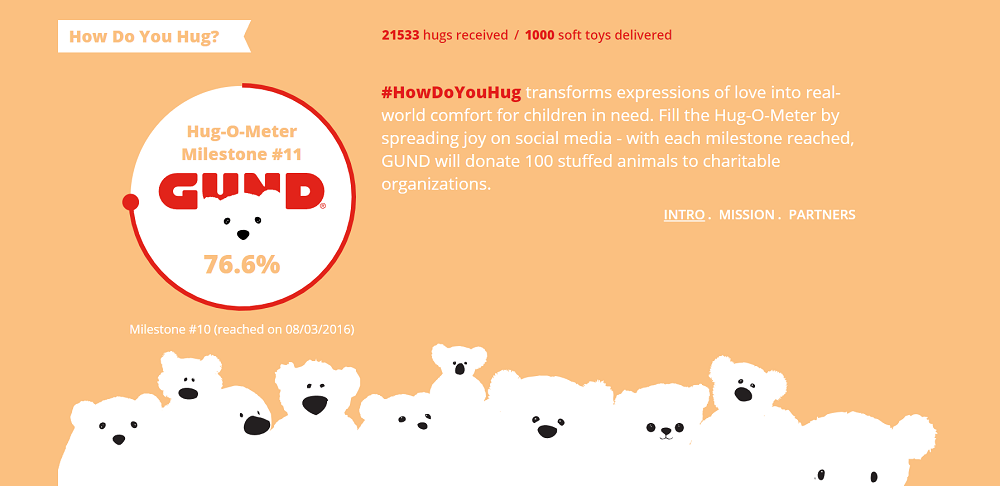 How Do You Hug?
21533 hugs received / 1000 soft toys delivered
Hug-O-Meter
Milestone #11
GUND®
76.6%
Milestone #10 (reached on 08/03/2016)
#HowDoYouHug transforms expressions of love into real-
world comfort for children in need. Fill the Hug-O-Meter by
spreading joy on social media - with each milestone reached,
GUND will donate 100 stuffed animals to charitable
organizations.
INTRO . MISSION . PARTNERS